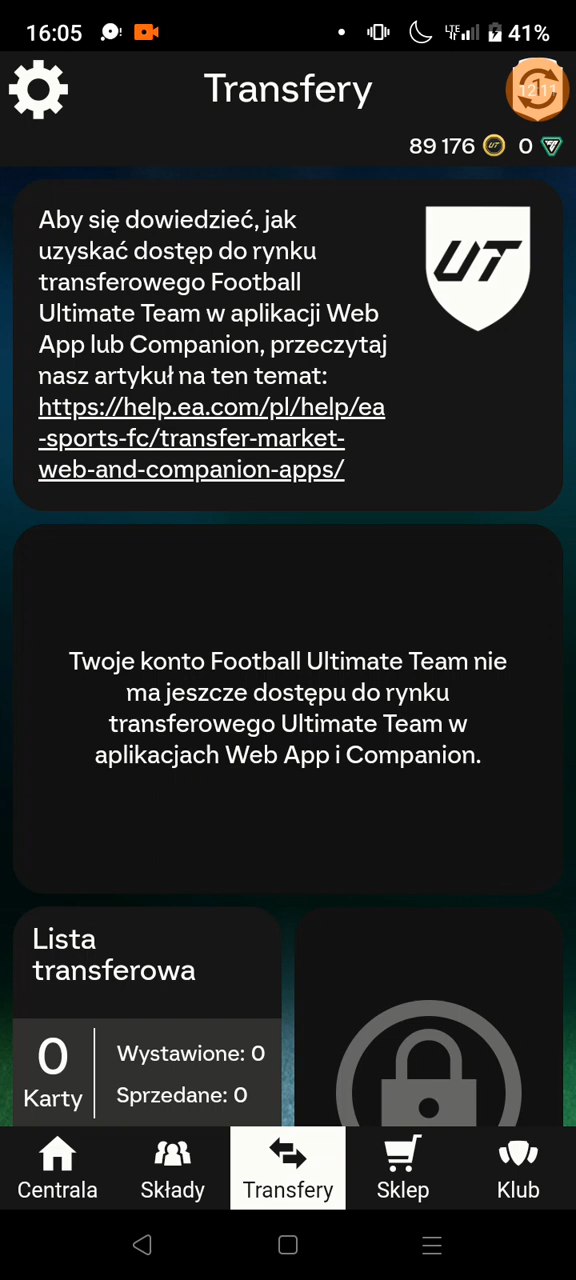 16:05
LTE
41%
Transfery
12:11
89 176
UT
0
Aby się dowiedzieć, jak
uzyskać dostęp do rynku
transferowego Football
Ultimate Team w aplikacji Web
App lub Companion, przeczytaj
nasz artykuł na ten temat:
https://help.ea.com/pl/help/ea
-sports-fc/transfer-market-
web-and-companion-apps/
UT
Twoje konto Football Ultimate Team nie
ma jeszcze dostępu do rynku
transferowego Ultimate Team w
aplikacjach Web App i Companion.
Lista
transferowa
0
Karty
Wystawione: 0
Sprzedane: 0
Centrala
Składy
Transfery
Sklep
Klub